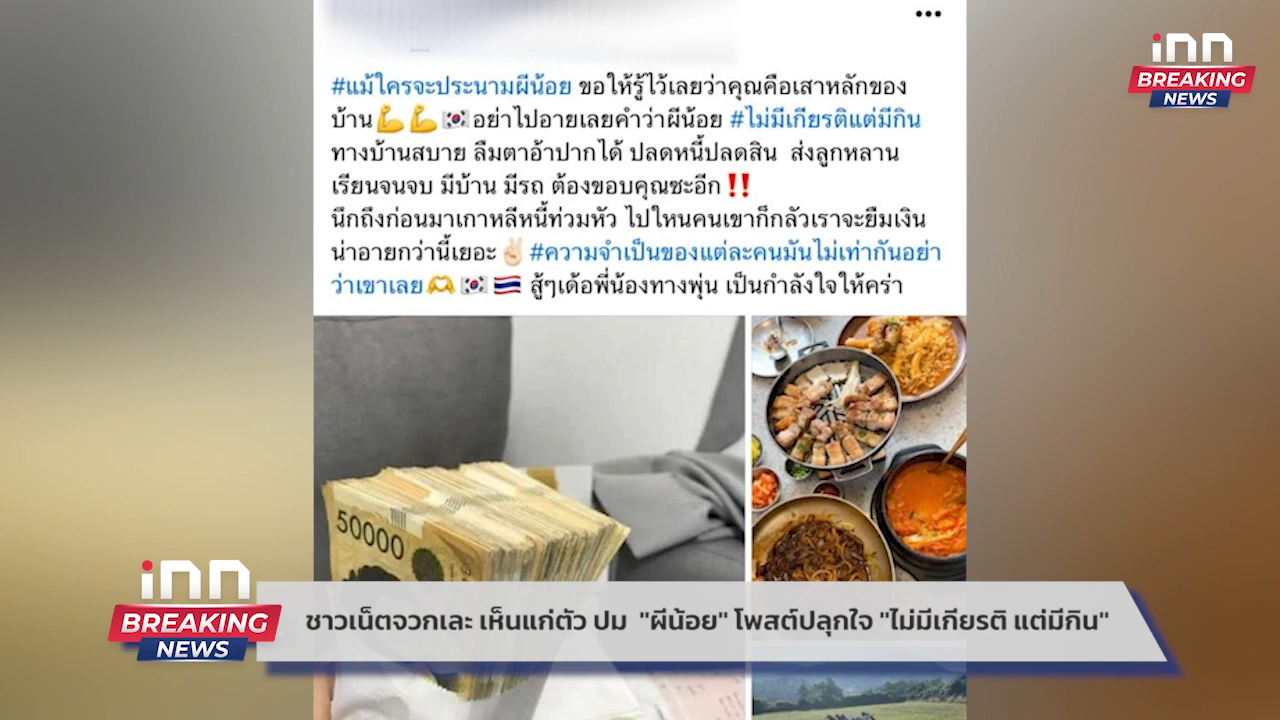 #แม้ใครจะประนามผีน้อย ขอให้รู้ไว้เลยว่าคุณคือเสาหลักของ
บ้าน💪💪🇰🇷อย่าไปอายเลยคำว่าผีน้อย #ไม่มีเกียรติแต่มีกิน
ทางบ้านสบาย ลืมตาอ้าปากได้ ปลดหนี้ปลดสิน ส่งลูกหลาน
เรียนจนจบ มีบ้าน มีรถ ต้องขอบคุณซะอีก‼️
นึกถึงก่อนมาเกาหลีหนี้ท่วมหัว ไปไหนคนเขาก็กลัวเราจะยืมเงิน
น่าอายกว่านี้เยอะ✌🏻#ความจำเป็นของแต่ละคนมันไม่เท่ากันอย่า
ว่าเขาเลย🫶🇰🇷🇹🇭 สู้ๆเด้อพี่น้องทางพุ่น เป็นกำลังใจให้คร่า
inn
BREAKING
NEWS
50000
inn
BREAKING
NEWS
ชาวเน็ตจวกเละ เห็นแก่ตัว ปม "ผีน้อย" โพสต์ปลุกใจ "ไม่มีเกียรติ แต่มีกิน"